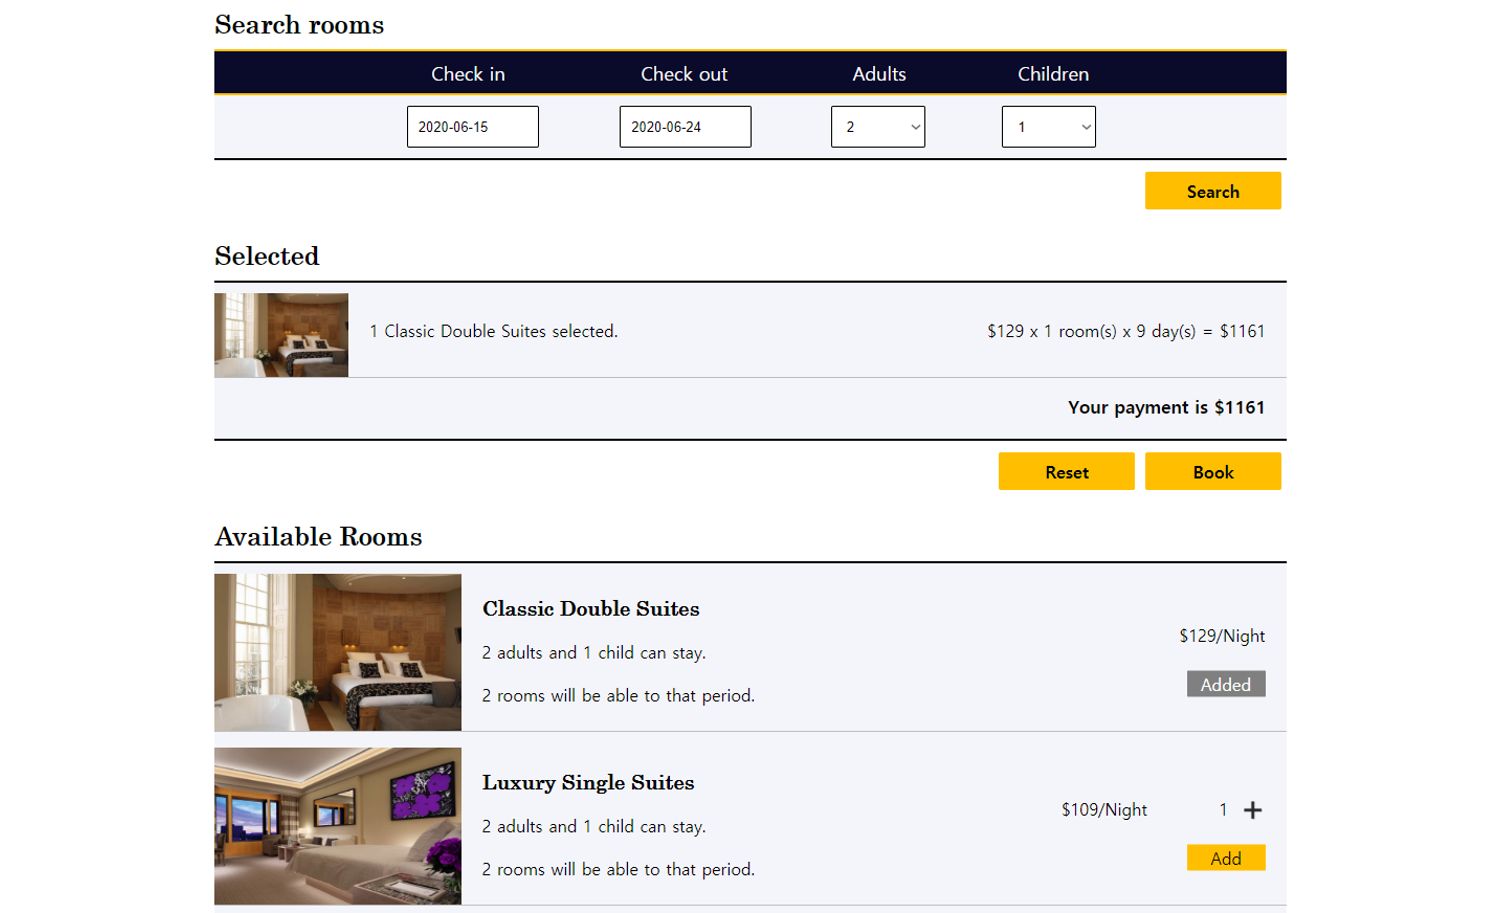 Search rooms
Check in Check out Adults Children
2020-06-15 2020-06-24 2 1
Search
Selected
1 Classic Double Suites selected. $129 x 1 room(s) x 9 day(s) = $1161
Your payment is $1161
Reset Book
Available Rooms
Classic Double Suites
2 adults and 1 child can stay.
$129/Night
2 rooms will be able to that period.
Added
Luxury Single Suites
$109/Night 1 +
2 adults and 1 child can stay.
2 rooms will be able to that period.
Add